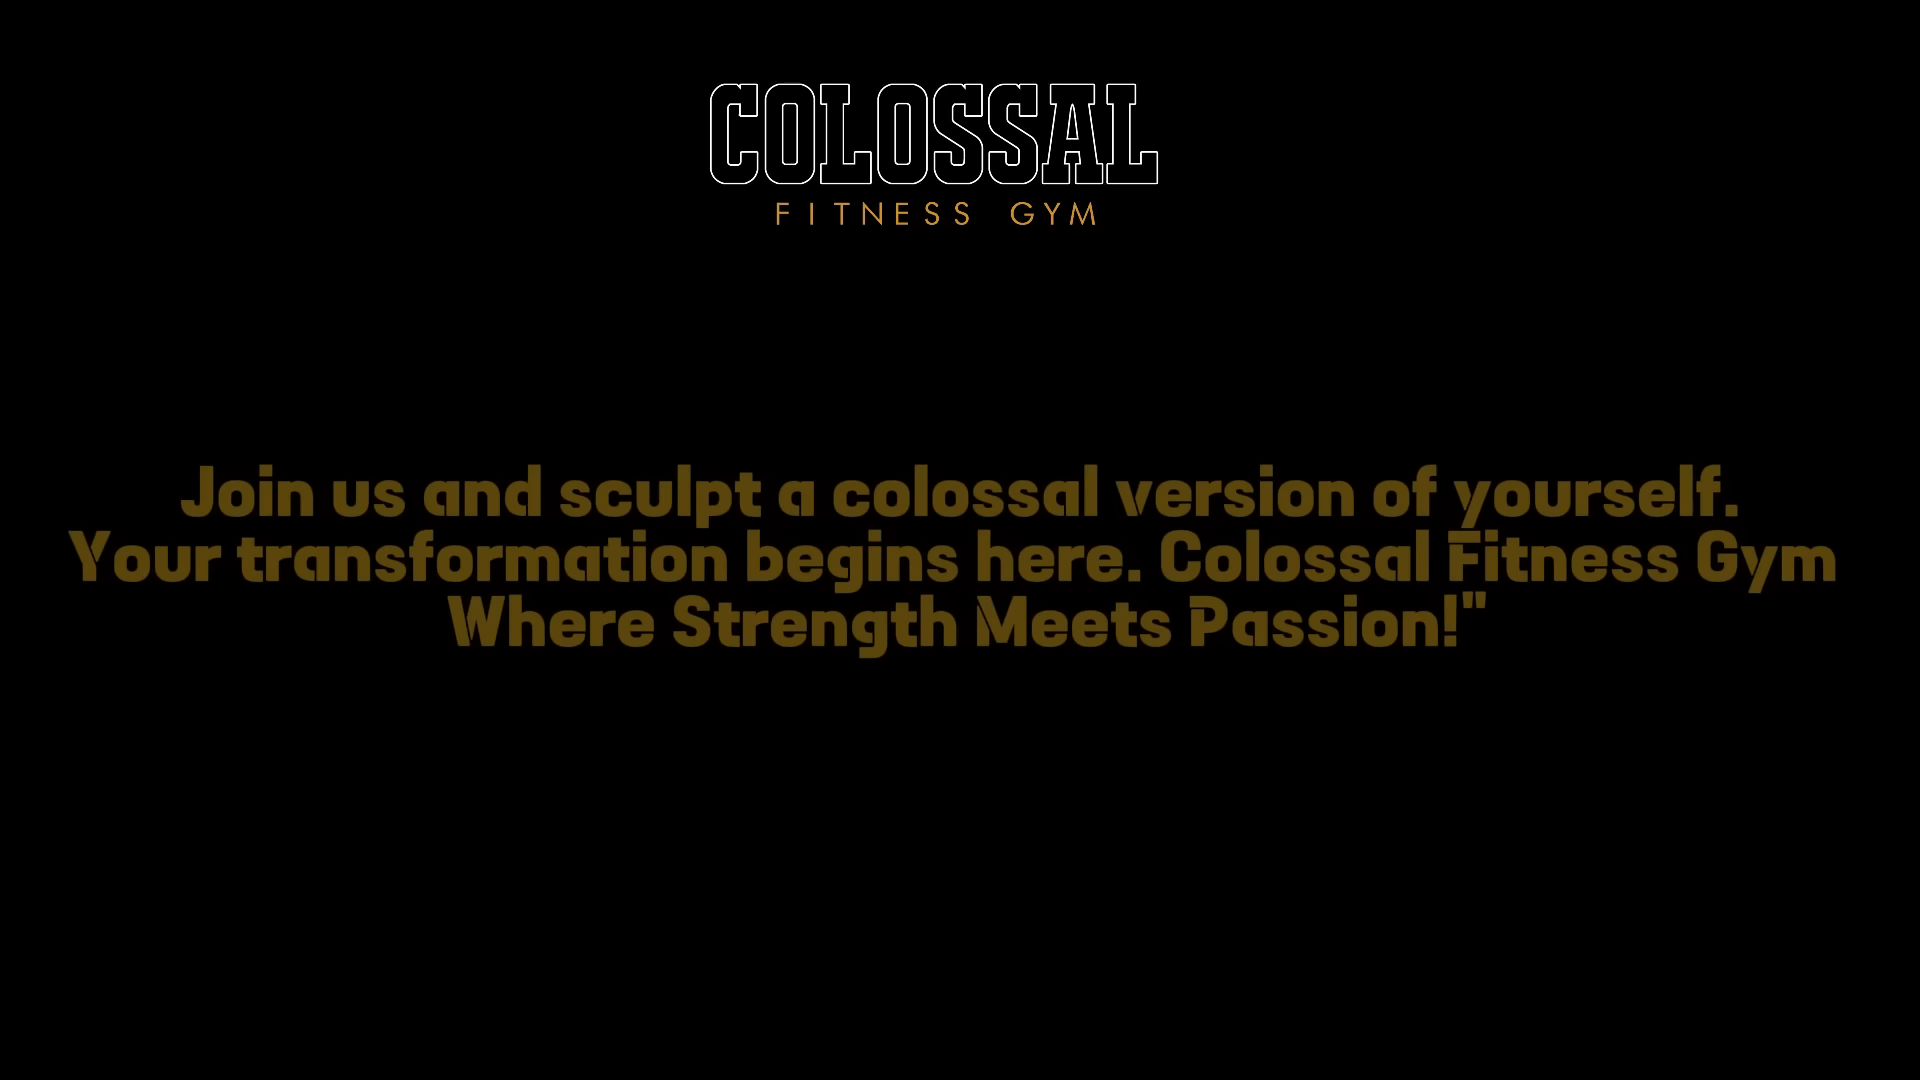 COLOSSAL
FITNESS GYM
Join us and sculpt a colossal version of yourself.
Your transformation begins here. Colossal Fitness Gym
Where Strength Meets Passion!"